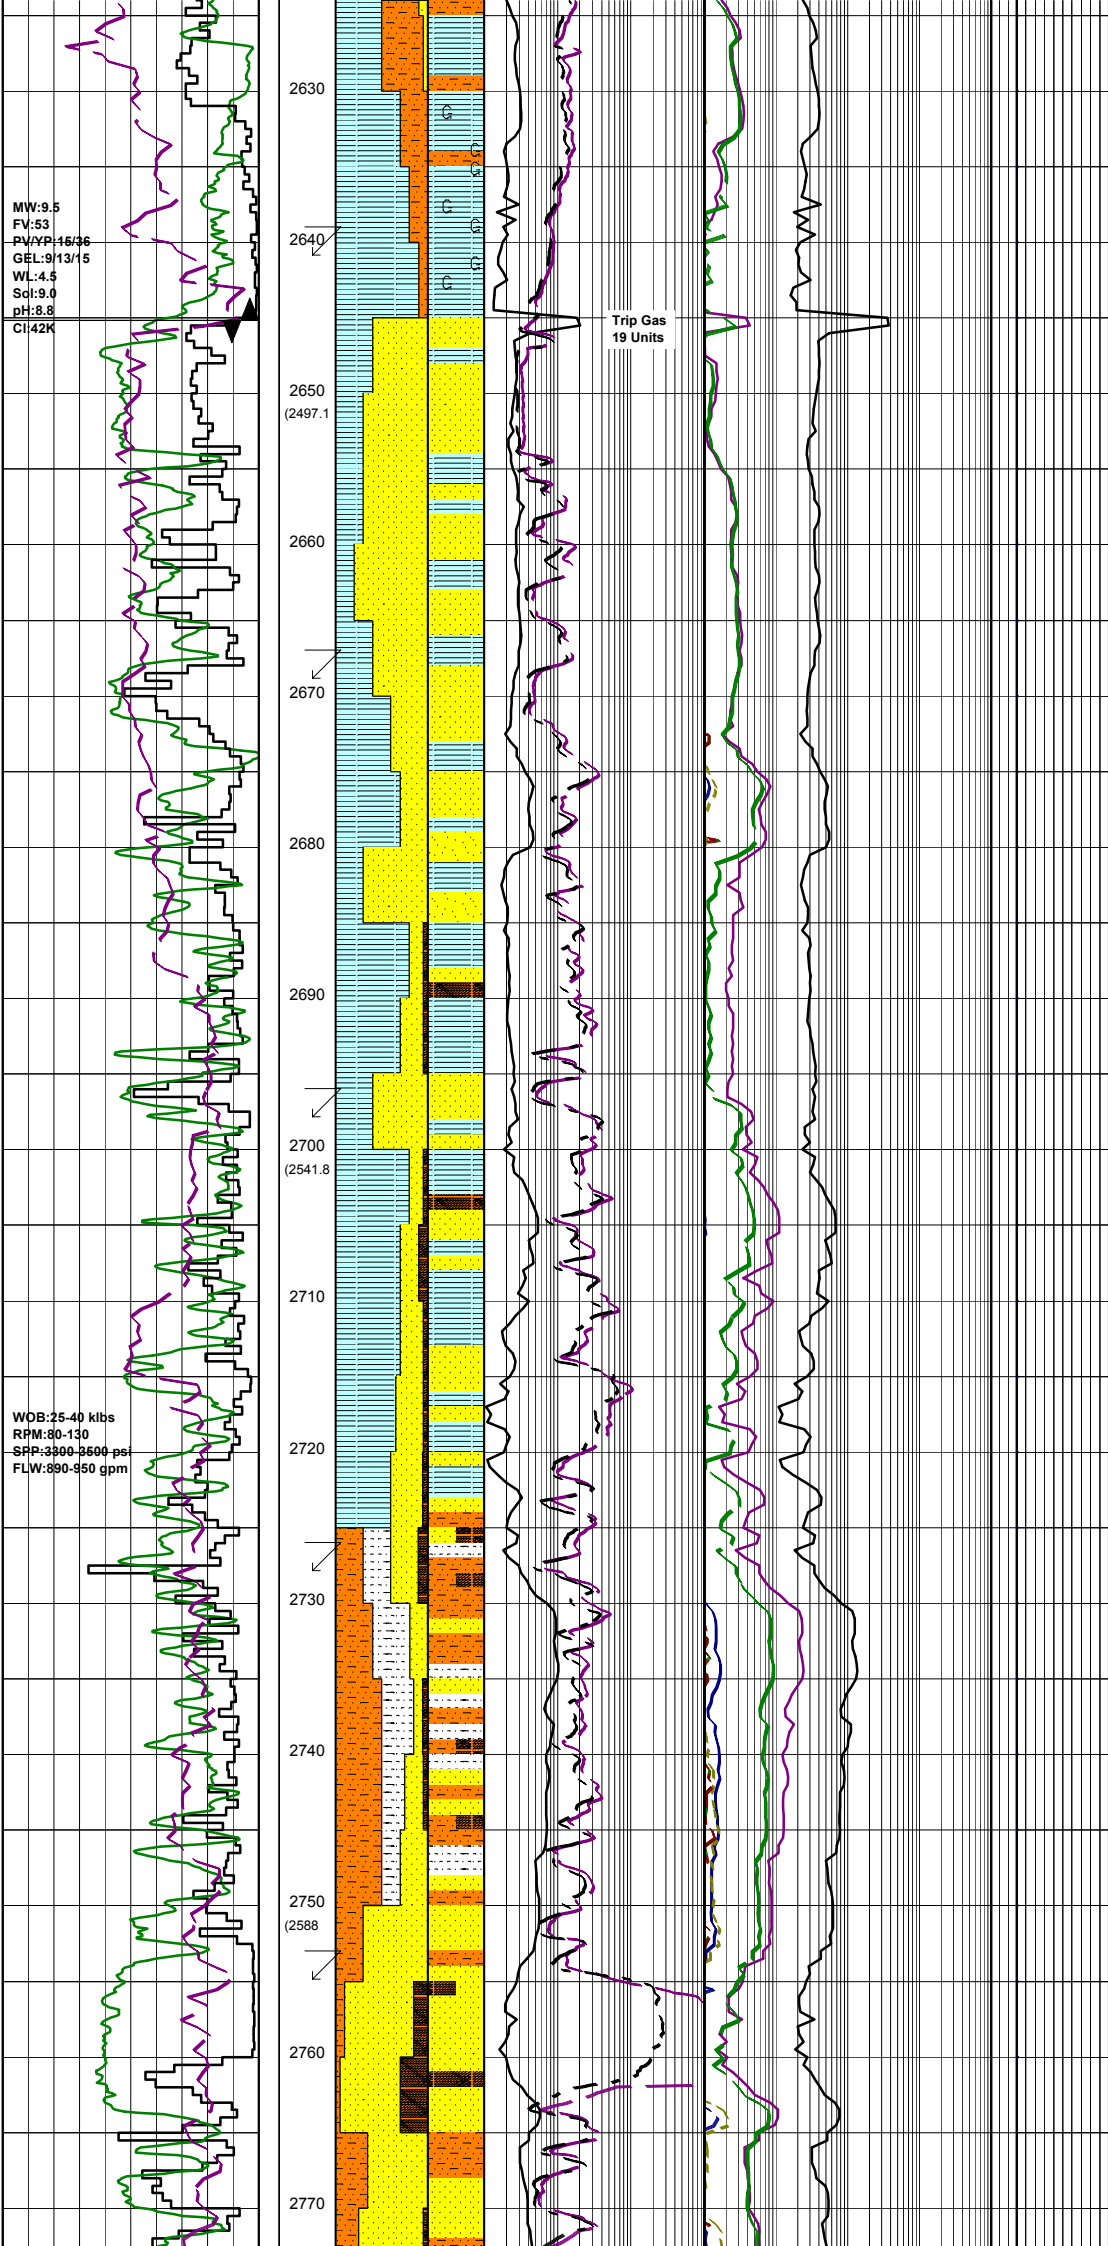 2630
G
G
G
MW:9.5
FV:53
PV/YP:15/36
GEL:9/13/15
WL:4.5
Sol:9.0
pH:8.8
Cl:42K
G
G
2640
G
G
Trip Gas
19 Units
2650
(2497.1
2660
2670
2680
2690
2700
(2541.8
2710
WOB:25-40 klbs
RPM:80-130
SPP:3300-3500 psi
FLW:890-950 gpm
2720
2730
2740
2750
(2588
2760
2770